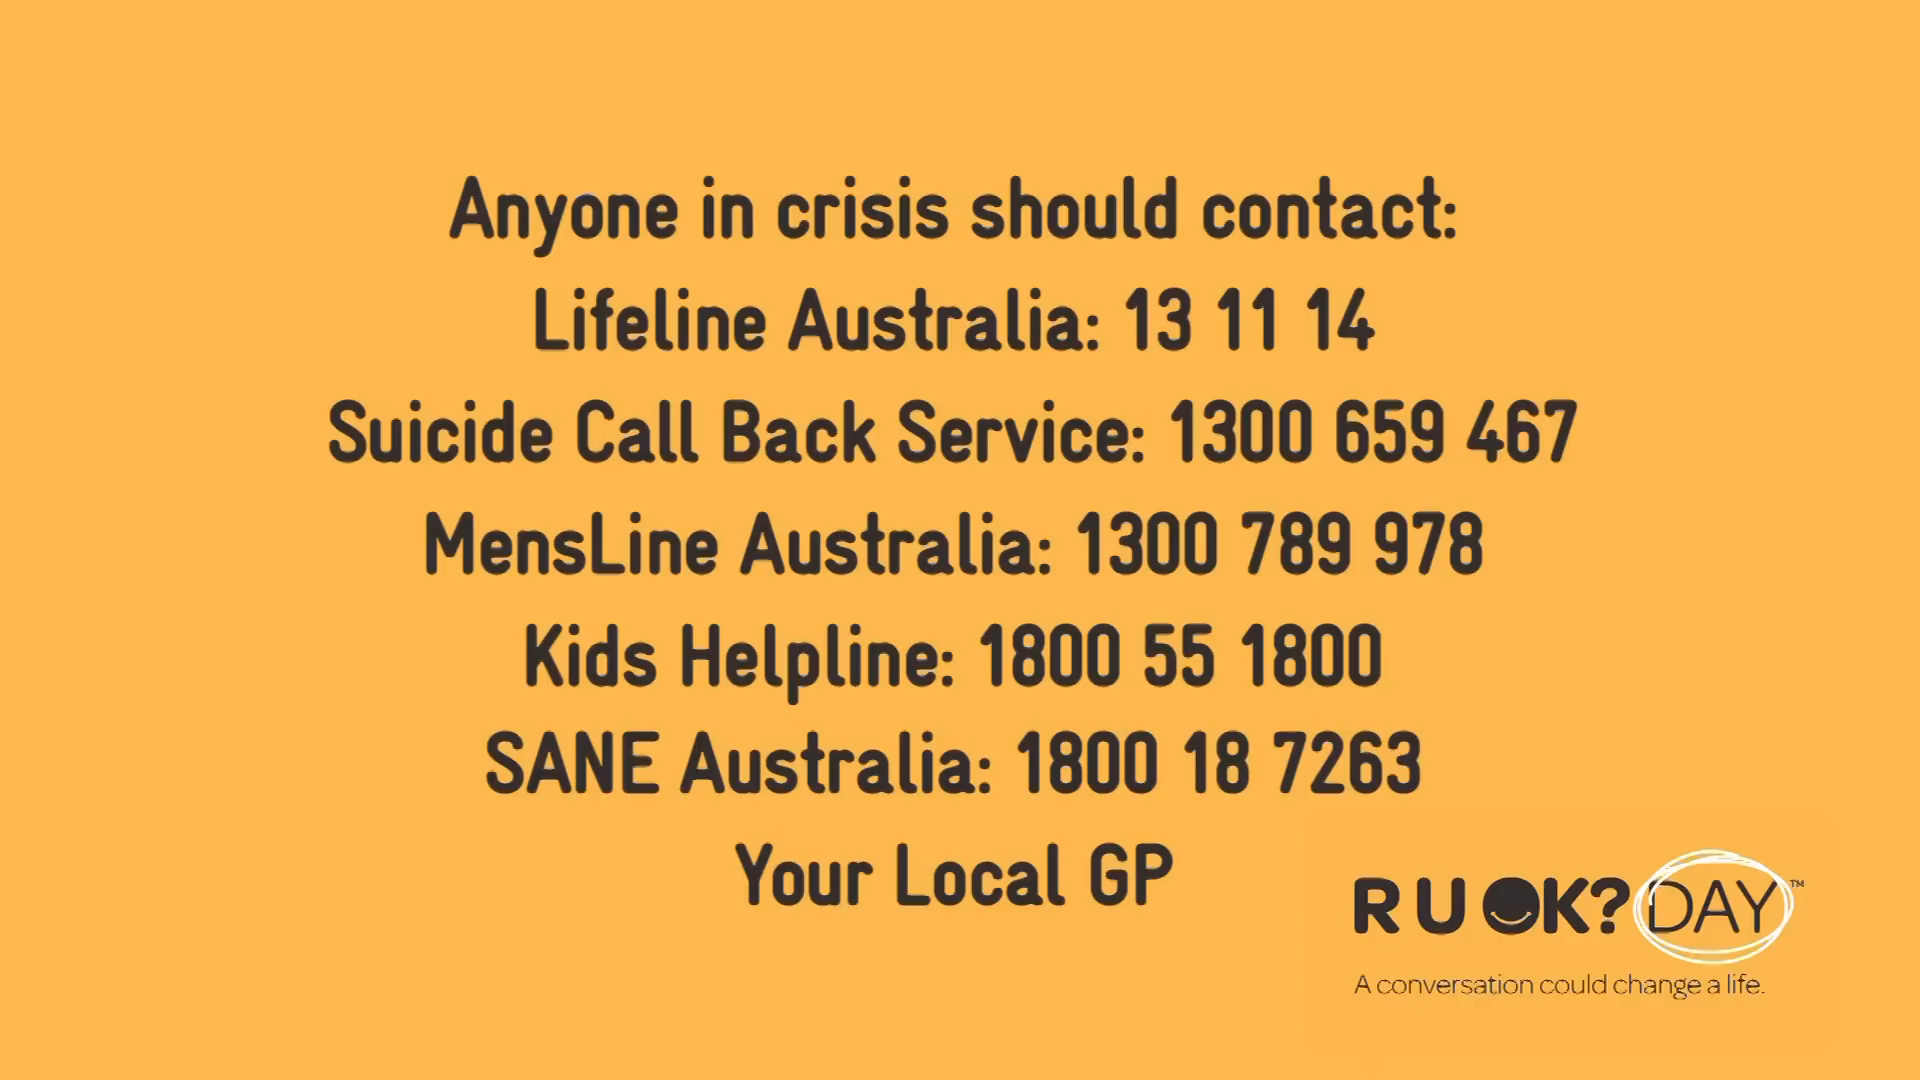 Anyone in crisis should contact:
Lifeline Australia: 13 11 14
Suicide Call Back Service: 1300 659 467
MensLine Australia: 1300 789 978
Kids Helpline: 1800 55 1800
SANE Australia: 1800 18 7263
Your Local GP
R U OK? DAY™
A conversation could change a life.